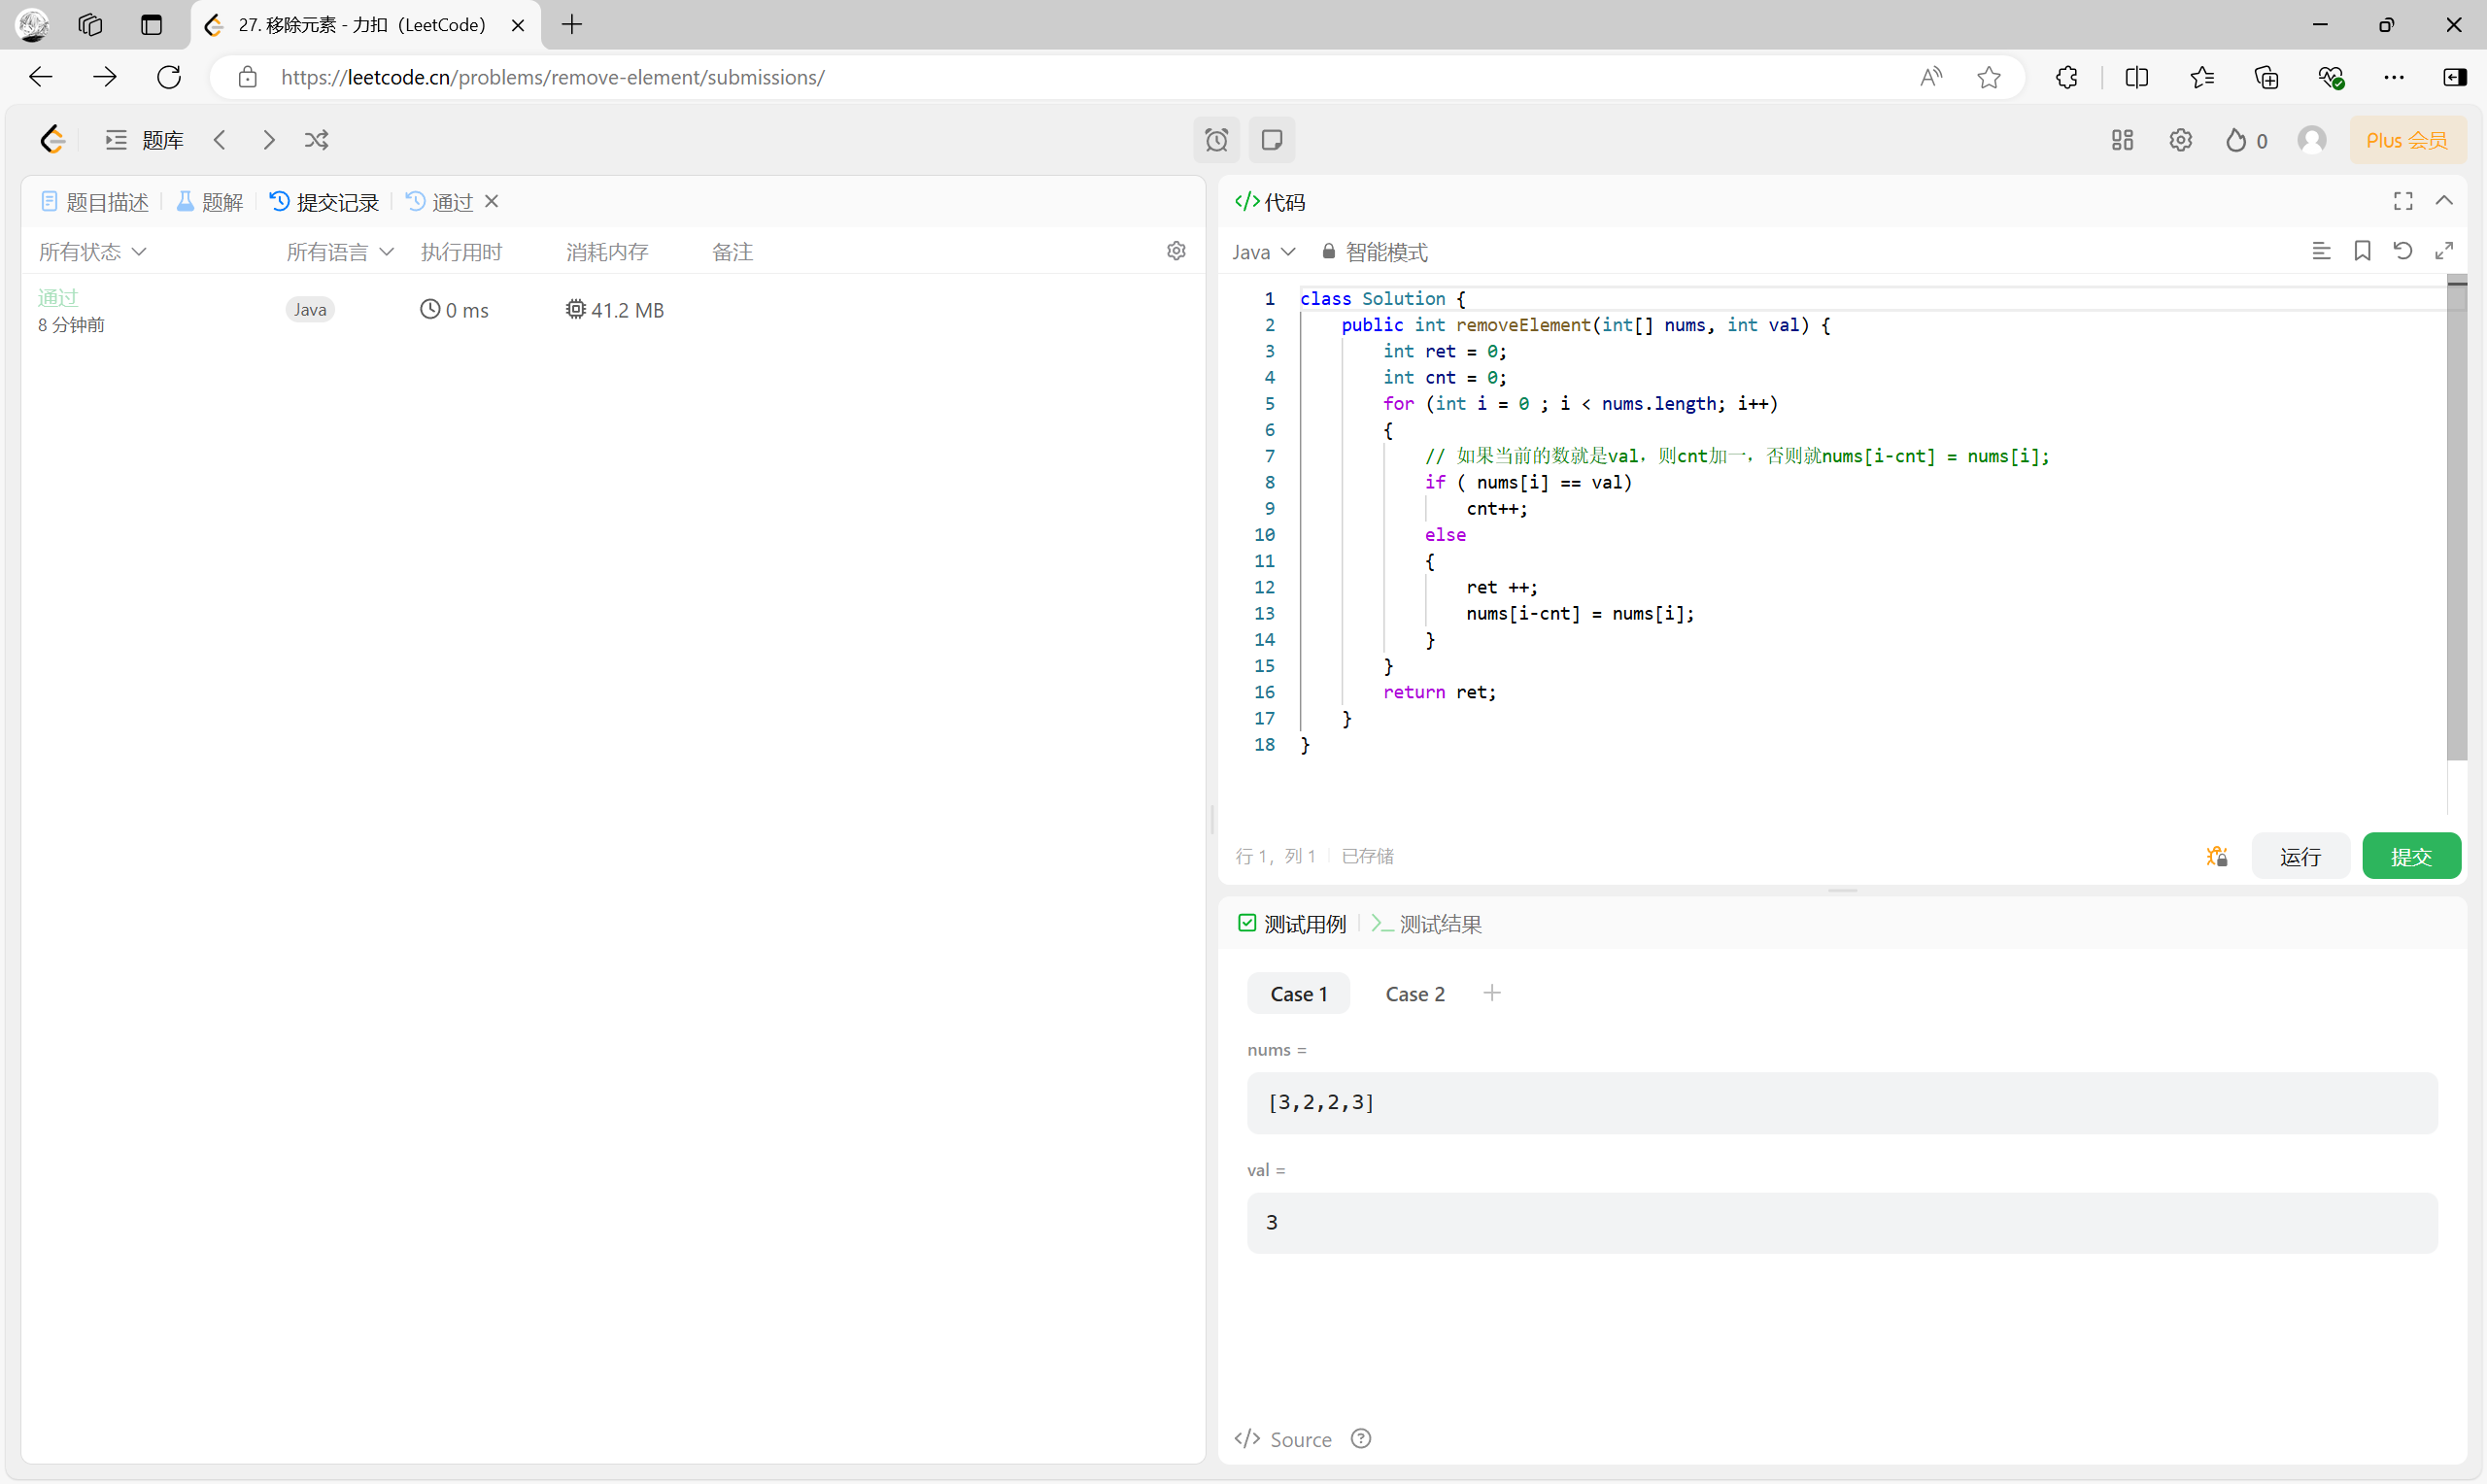 27. 移除元素 - 力扣（LeetCode）
https://leetcode.cn/problems/remove-element/submissions/
题库
0
Plus 会员
题目描述
题解
提交记录
通过
所有状态
所有语言
执行用时
消耗内存
备注
通过
8 分钟前
Java
0 ms
41.2 MB
代码
Java
智能模式
1 class Solution {
2 public int removeElement(int[] nums, int val) {
3 int ret = 0;
4 int cnt = 0;
5 for (int i = 0 ; i < nums.length; i++)
6 {
7 // 如果当前的数就是val，则cnt加一，否则就nums[i-cnt] = nums[i];
8 if ( nums[i] == val)
9 cnt++;
10 else
11 {
12 ret ++;
13 nums[i-cnt] = nums[i];
14 }
15 }
16 return ret;
17 }
18 }
行 1，列 1
已存储
运行
提交
测试用例
测试结果
Case 1
Case 2
nums =
[3,2,2,3]
val =
3
Source